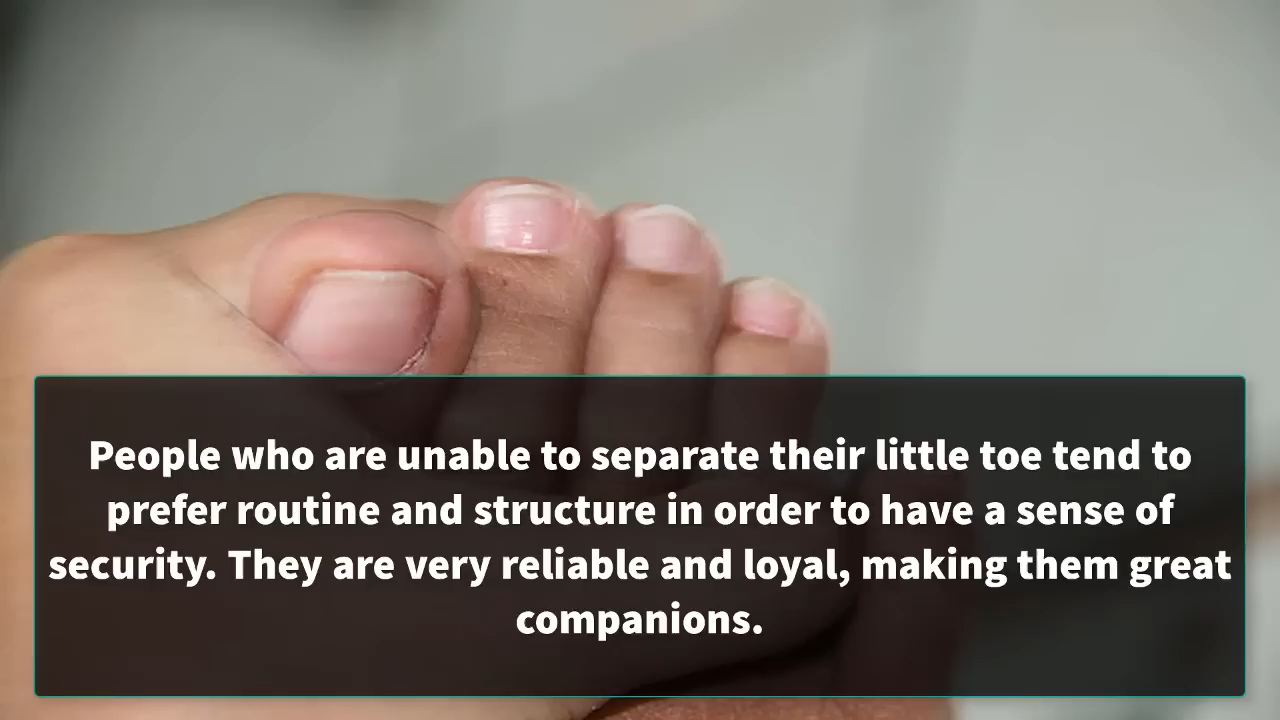 People who are unable to separate their little toe tend to
prefer routine and structure in order to have a sense of
security. They are very reliable and loyal, making them great
companions.